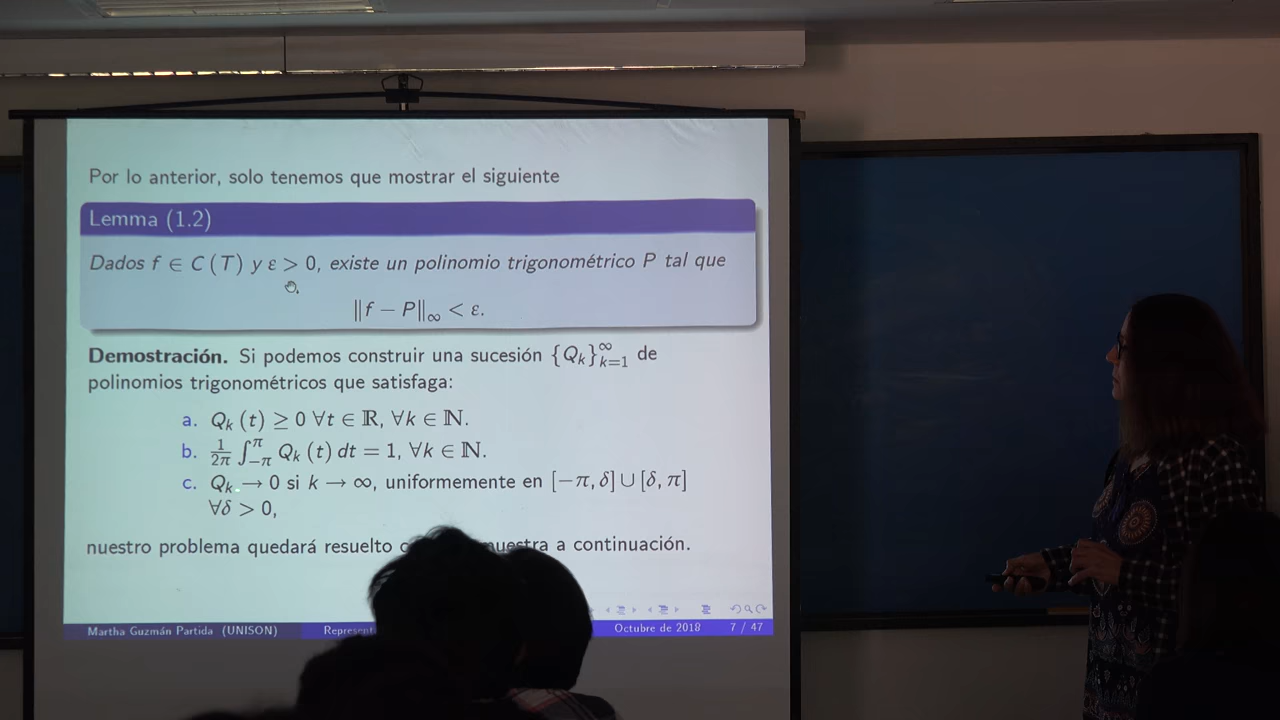 Por lo anterior, solo tenemos que mostrar el siguiente
Lemma (1.2)
Dados f ∈ C (T) y ε > 0, existe un polinomio trigonométrico P tal que
‖f − P‖∞ < ε.
Demostración. Si podemos construir una sucesión {Qₖ}ₖ₌₁^∞ de
polinomios trigonométricos que satisfaga:
a. Qₖ (t) ≥ 0 ∀t ∈ ℝ, ∀k ∈ ℕ.
b. 1/2π ∫₋π^π Qₖ (t) dt = 1, ∀k ∈ ℕ.
c. Qₖ → 0 si k → ∞, uniformemente en [−π, δ] ∪ [δ, π]
∀δ > 0,
nuestro problema quedará resuelto a continuación.
Martha Guzmán Partida (UNISON) Octubre de 2018 7 / 47